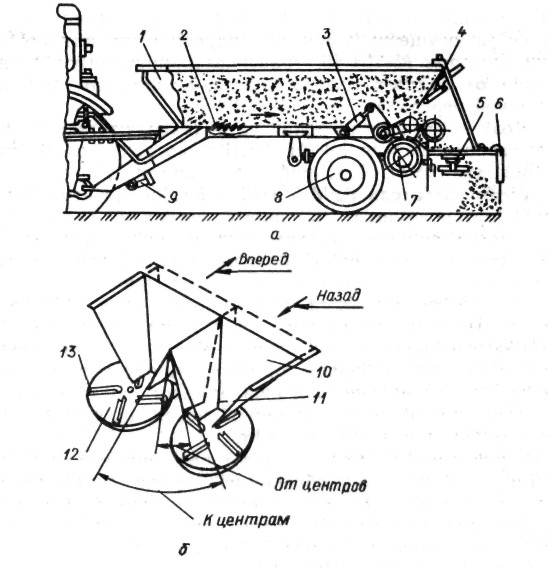 1 2 3 4
5 6
9 8 7
а
Вперед
Назад
13
10
11
12
От центров
К центрам
б